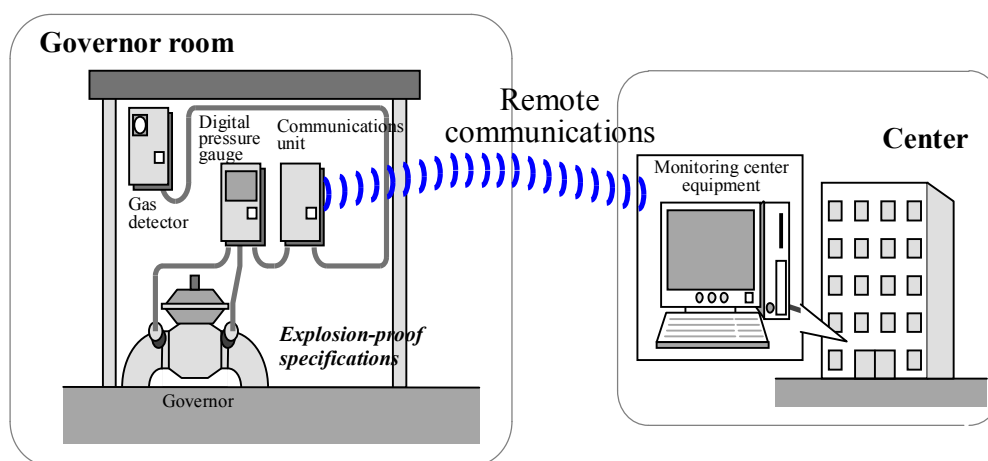 Governor room
Digital
pressure
gauge
Communications
unit
Gas
detector
Explosion-proof
specifications
Governor
Remote
communications
Center
Monitoring center
equipment